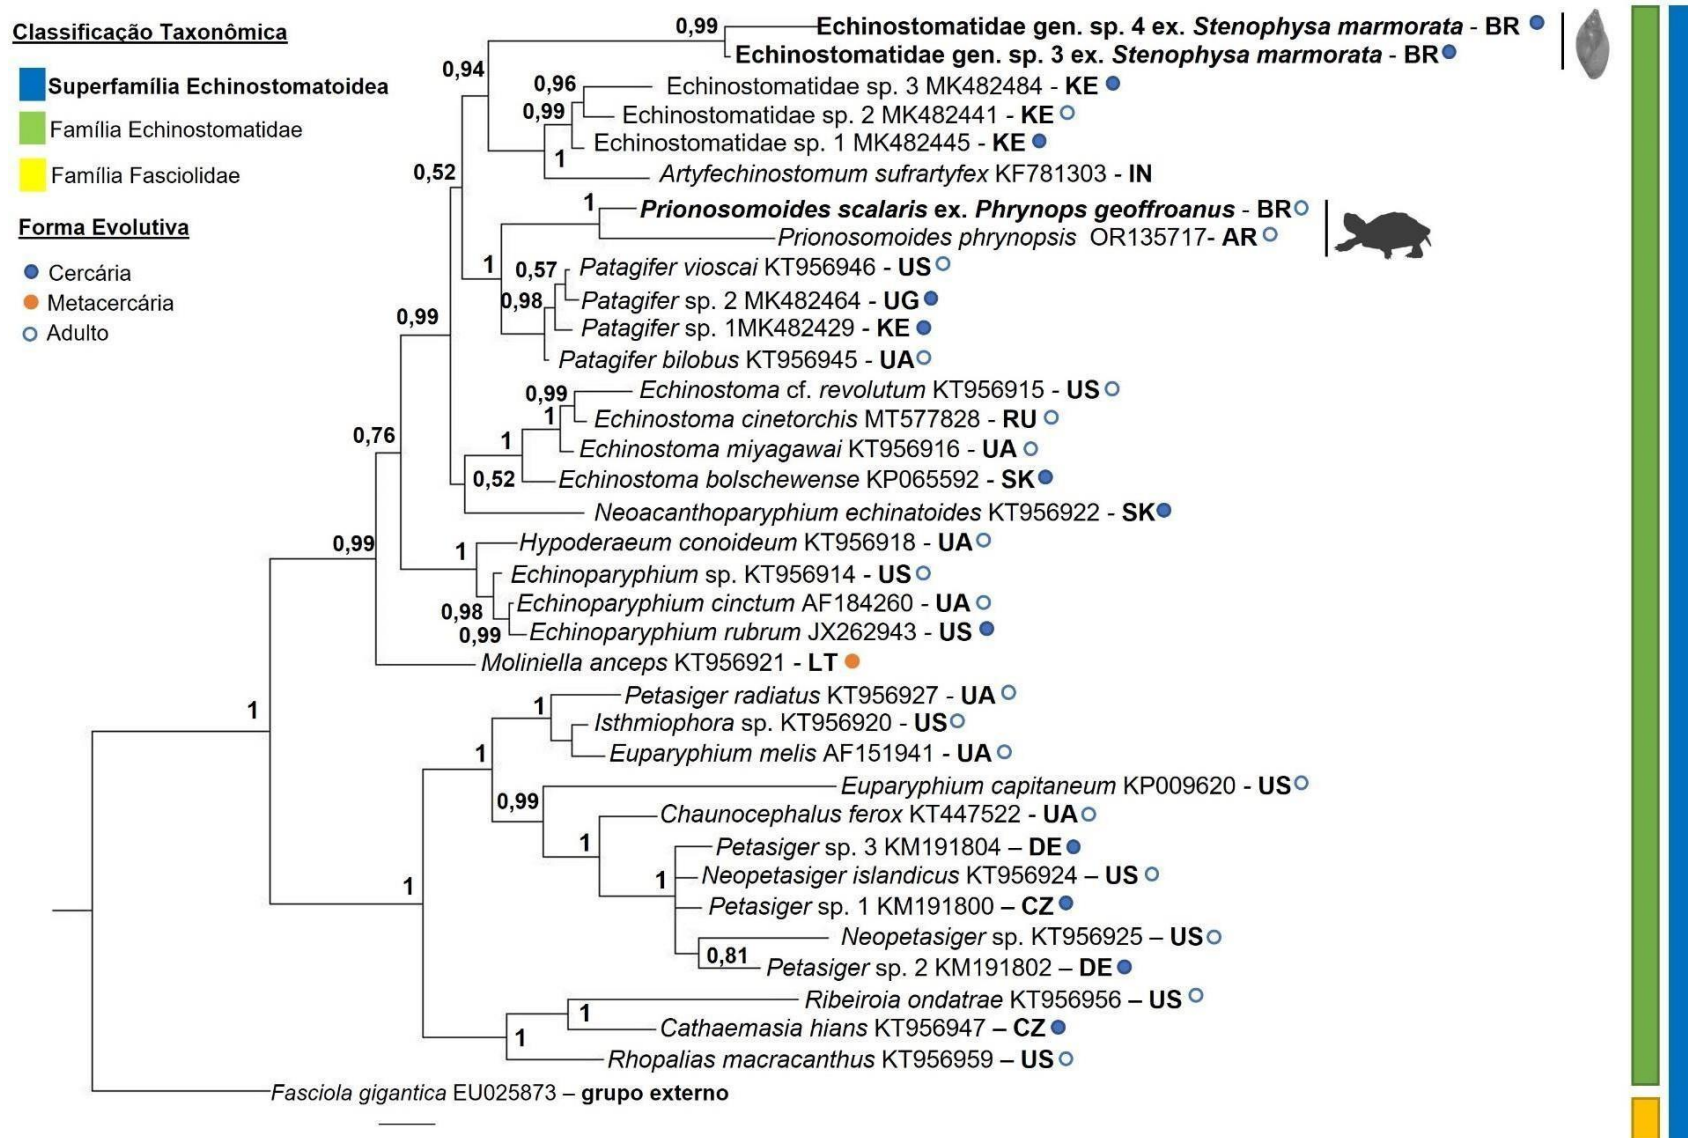 Classificação Taxonômica
Superfamília Echinostomatoidea
Família Echinostomatidae
Família Fasciolidae
Forma Evolutiva
Cercária
Metacercária
Adulto
0,99
Echinostomatidae gen. sp. 4 ex. Stenophysa marmorata - BR
Echinostomatidae gen. sp. 3 ex. Stenophysa marmorata - BR
0,94
0,96
Echinostomatidae sp. 3 MK482484 - KE
0,99
Echinostomatidae sp. 2 MK482441 - KE
Echinostomatidae sp. 1 MK482445 - KE
1
0,52
Artyfechinostomum sufrartyfex KF781303 - IN
1
Prionosomoides scalaris ex. Phrynops geoffroanus - BR
Prionosomoides phrynopsis OR135717- AR
1
0,57
Patagifer vioscai KT956946 - US
0,98
Patagifer sp. 2 MK482464 - UG
0,99
Patagifer sp. 1MK482429 - KE
Patagifer bilobus KT956945 - UA
0,99
Echinostoma cf. revolutum KT956915 - US
1
Echinostoma cinetorchis MT577828 - RU
0,76
1
Echinostoma miyagawai KT956916 - UA
0,52
Echinostoma bolschewense KP065592 - SK
Neoacanthoparyphium echinatoides KT956922 - SK
0,99
1
Hypoderaeum conoideum KT956918 - UA
Echinoparyphium sp. KT956914 - US
0,98
Echinoparyphium cinctum AF184260 - UA
0,99
Echinoparyphium rubrum JX262943 - US
Moliniella anceps KT956921 - LT
1
1
Petasiger radiatus KT956927 - UA
Isthmiophora sp. KT956920 - US
1
Euparyphium melis AF151941 - UA
Euparyphium capitaneum KP009620 - US
0,99
Chaunocephalus ferox KT447522 - UA
1
Petasiger sp. 3 KM191804 – DE
1
1
Neopetasiger islandicus KT956924 – US
Petasiger sp. 1 KM191800 – CZ
Neopetasiger sp. KT956925 – US
0,81
Petasiger sp. 2 KM191802 – DE
Ribeiroia ondatrae KT956956 – US
1
Cathaemasia hians KT956947 – CZ
1
Rhopalias macracanthus KT956959 – US
Fasciola gigantica EU025873 – grupo externo